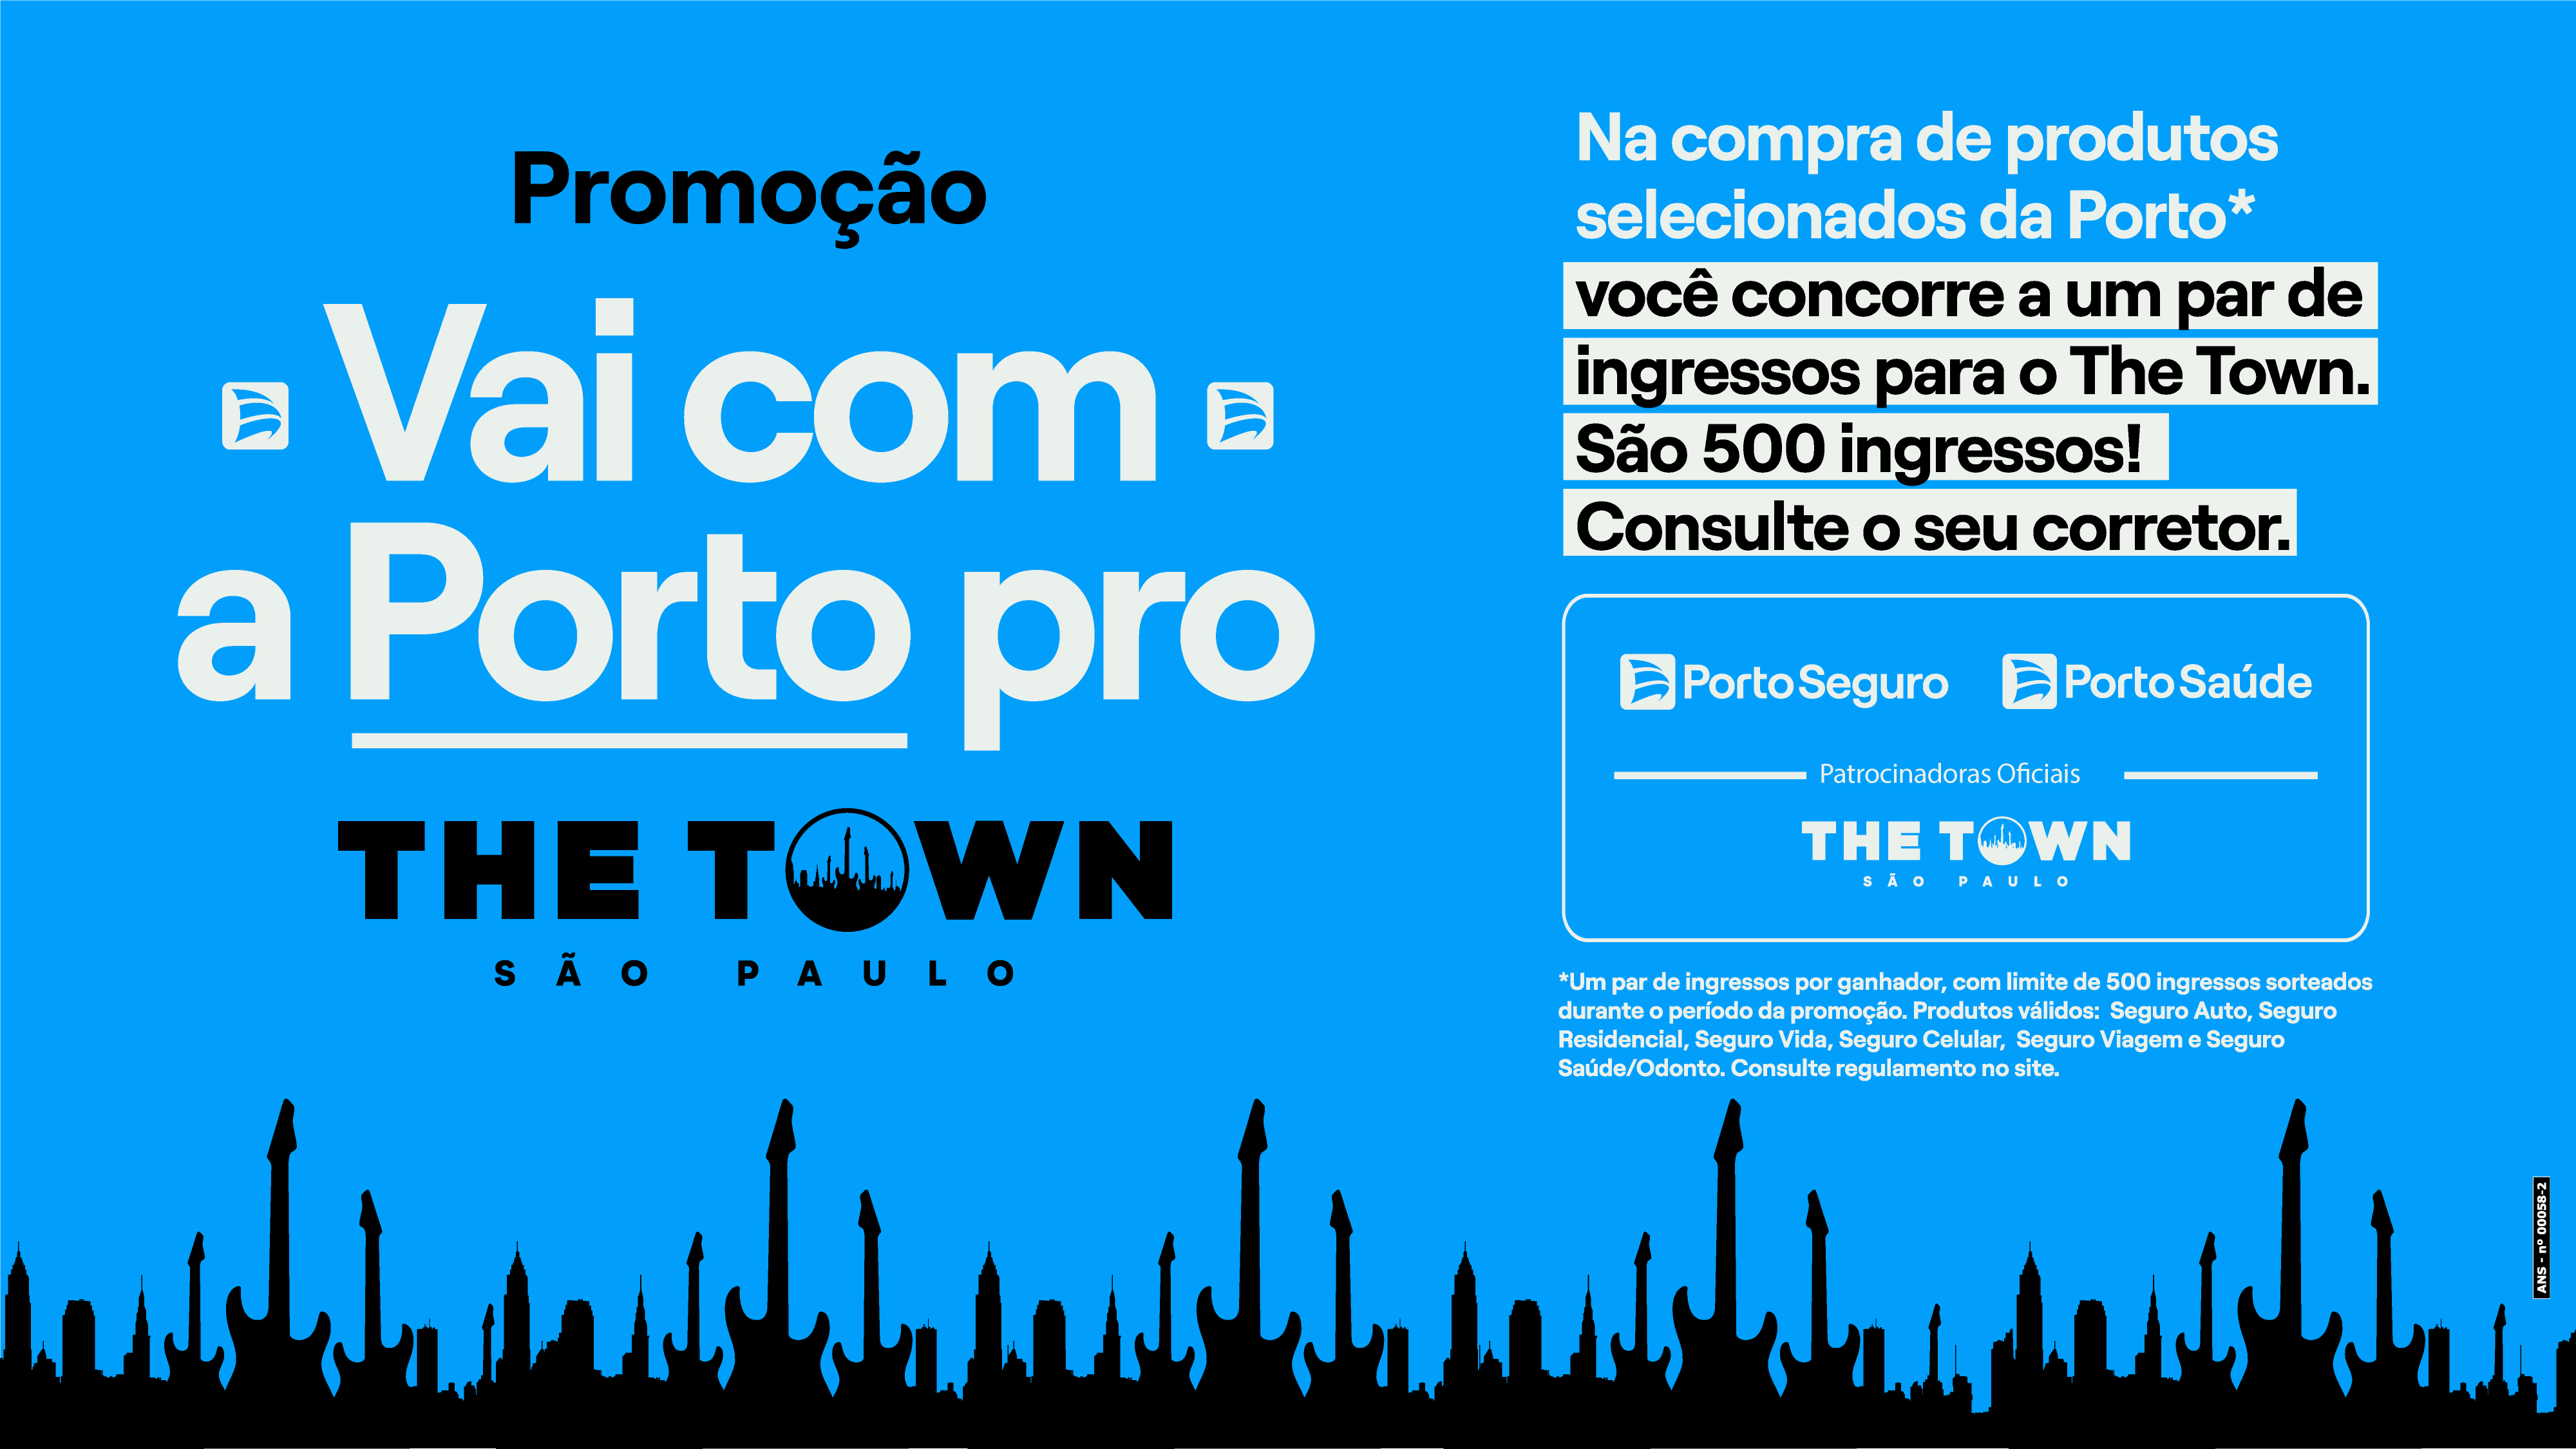 Promoção
Vai com
a Porto pro
THE TOWN
SÃO PAULO
Na compra de produtos
selecionados da Porto*
você concorre a um par de
ingressos para o The Town.
São 500 ingressos!
Consulte o seu corretor.
Porto Seguro Porto Saúde
Patrocinadoras Oficiais
THE TOWN
SÃO PAULO
*Um par de ingressos por ganhador, com limite de 500 ingressos sorteados
durante o período da promoção. Produtos válidos: Seguro Auto, Seguro
Residencial, Seguro Vida, Seguro Celular, Seguro Viagem e Seguro
Saúde/Odonto. Consulte regulamento no site.
ANS - nº 00058-2